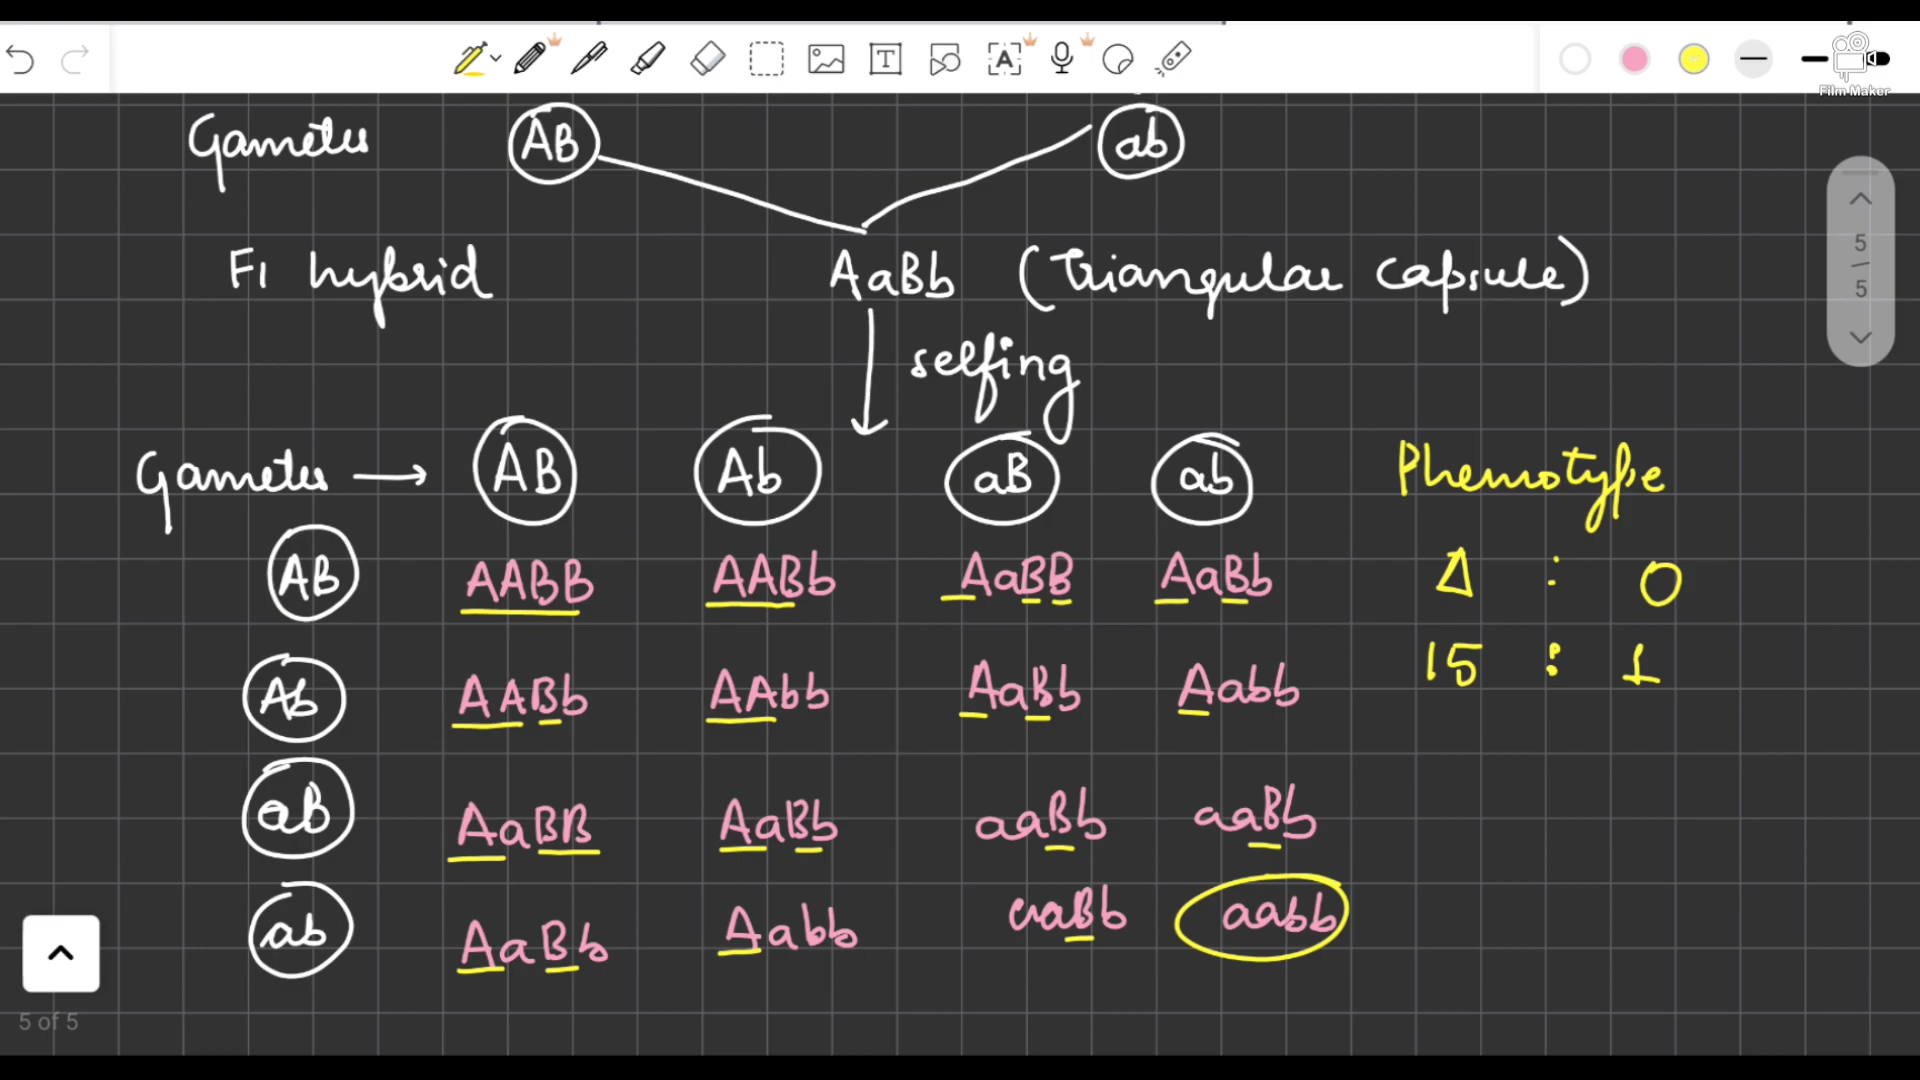 Film Maker
Gametes AB ab
F1 hybrid AaBb (Triangular capsule)
selfing
5
5
Gametes → AB Ab aB ab Phenotype
AB AABB AABb AaBB AaBb Δ : O
Ab AABb AAbb AaBb Aabb 15 : 1
aB AaBB AaBb aaBb aaBb
ab AaBb Aabb aaBb aabb
5 of 5